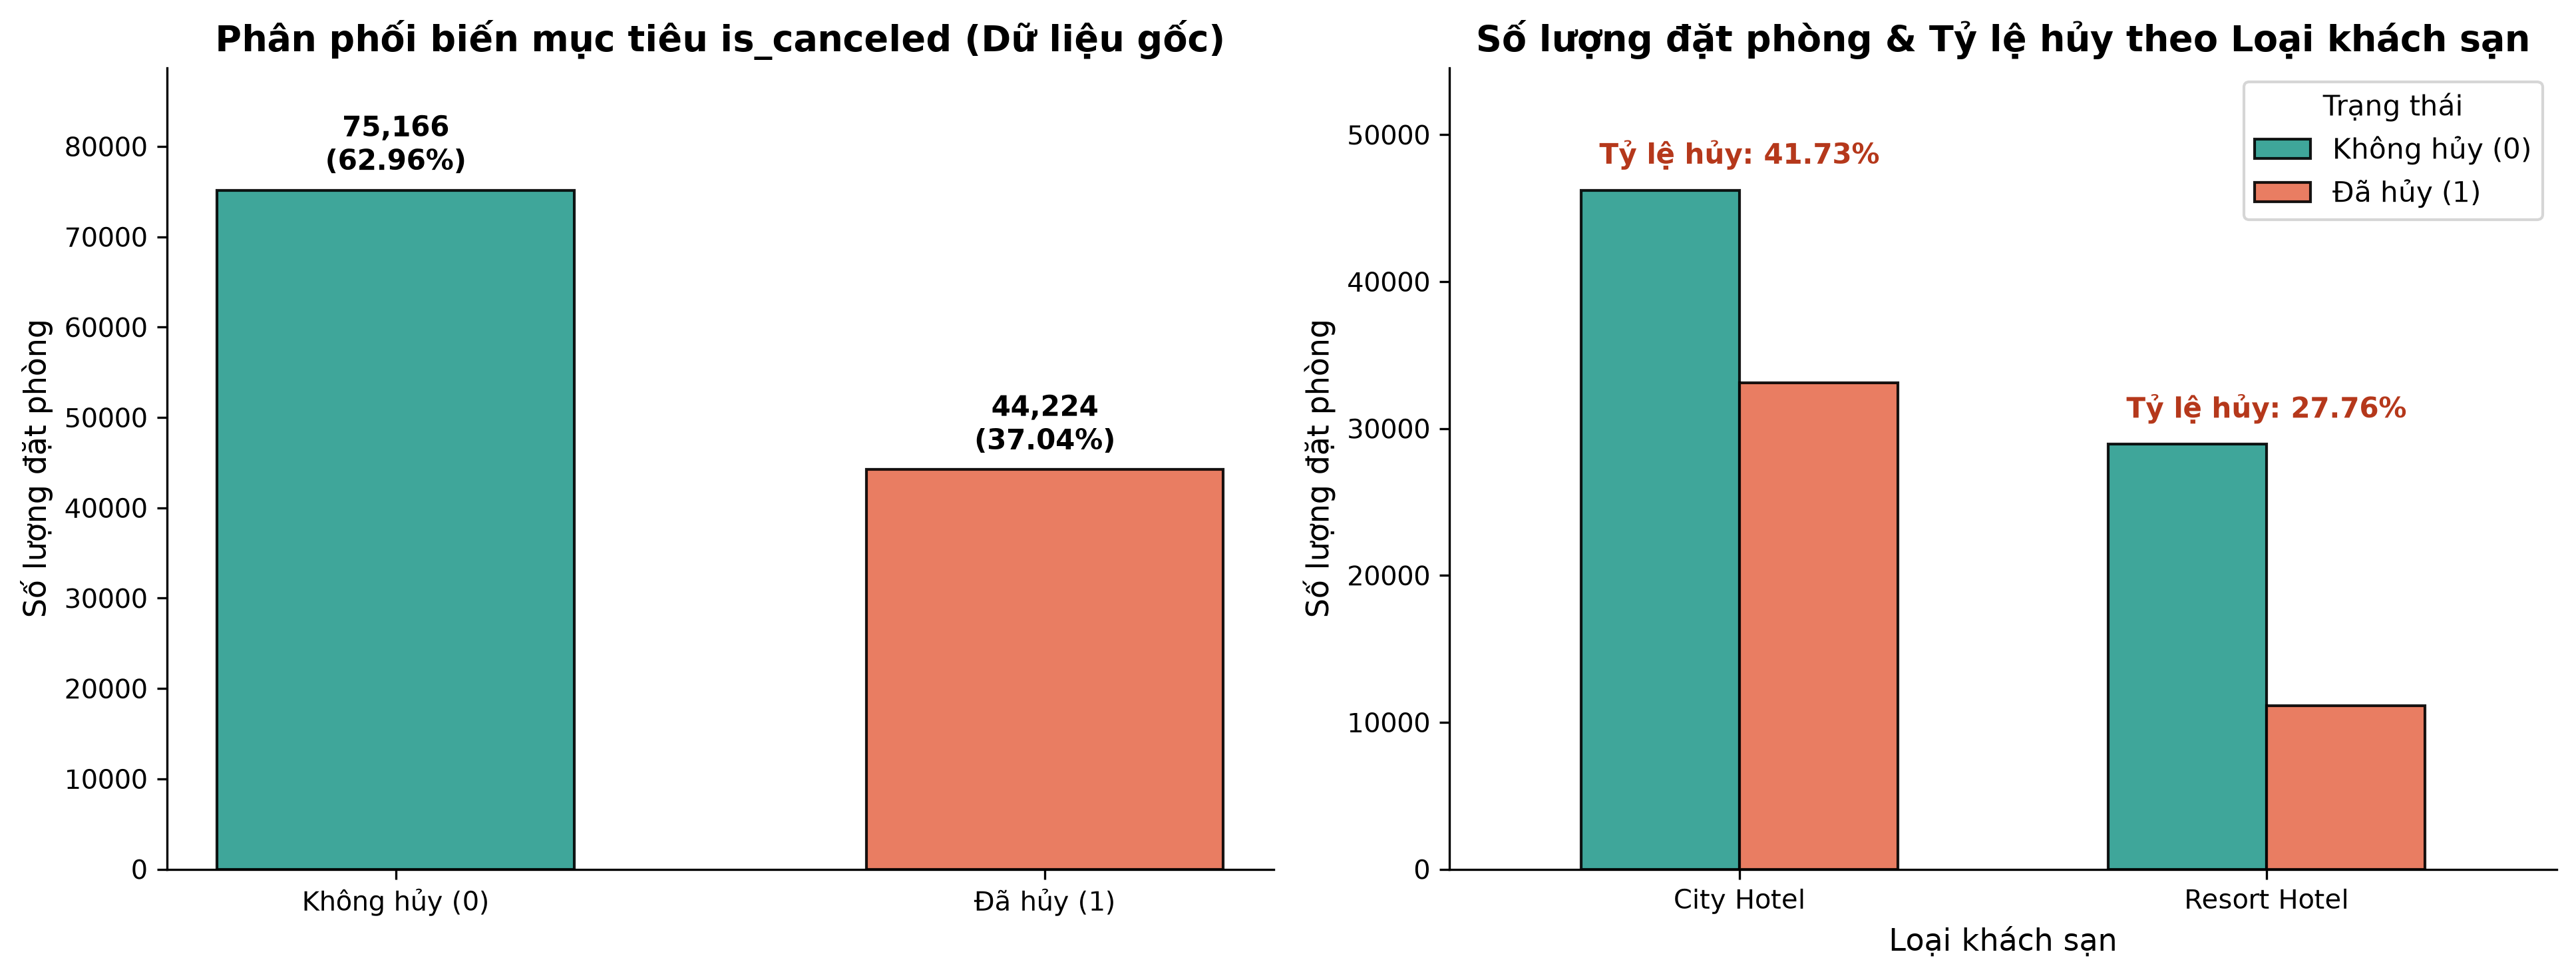 Phân phối biến mục tiêu is_canceled (Dữ liệu gốc)
Số lượng đặt phòng
80000
70000
60000
50000
40000
30000
20000
10000
0
75,166
(62.96%)
44,224
(37.04%)
Không hủy (0)
Đã hủy (1)
Số lượng đặt phòng & Tỷ lệ hủy theo Loại khách sạn
Số lượng đặt phòng
50000
40000
30000
20000
10000
0
Tỷ lệ hủy: 41.73%
Tỷ lệ hủy: 27.76%
Trạng thái
Không hủy (0)
Đã hủy (1)
City Hotel
Resort Hotel
Loại khách sạn